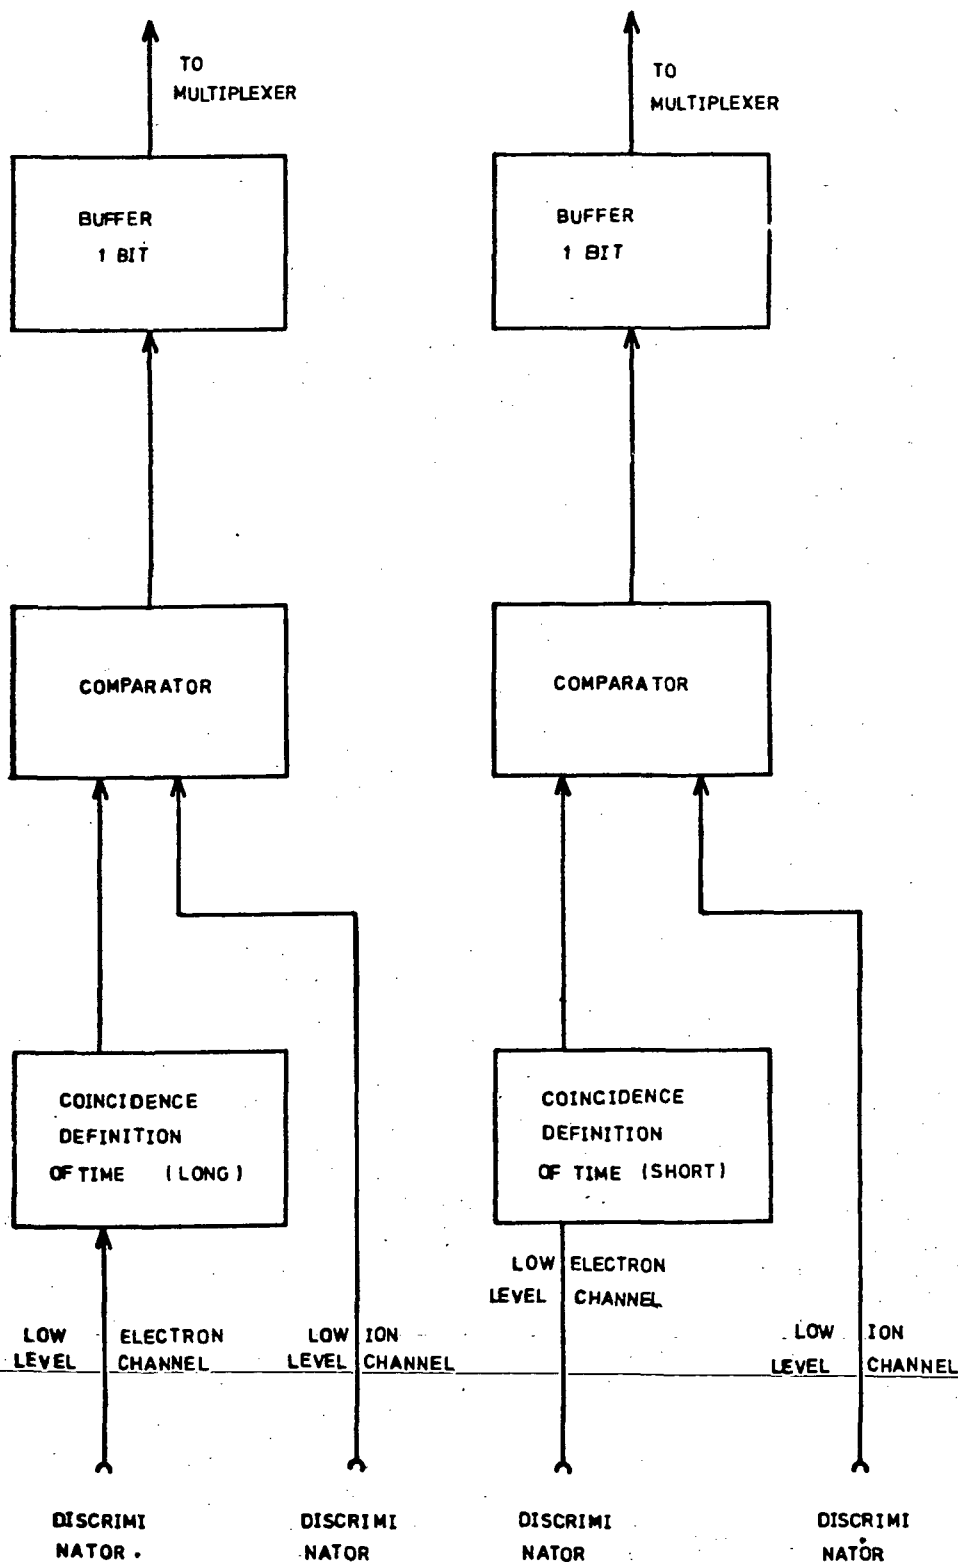 TO
MULTIPLEXER
BUFFER
1 BIT
COMPARATOR
COINCIDENCE
DEFINITION
OF TIME (LONG)
LOW ELECTRON
LEVEL CHANNEL
LOW ION
LEVEL CHANNEL
DISCRIMI
NATOR.
DISCRIMI
NATOR
TO
MULTIPLEXER
BUFFER
1 BIT
COMPARATOR
COINCIDENCE
DEFINITION
OF TIME (SHORT)
LOW ELECTRON
LEVEL CHANNEL
LOW ION
LEVEL CHANNEL
DISCRIMI
NATOR
DISCRIMI
NATOR